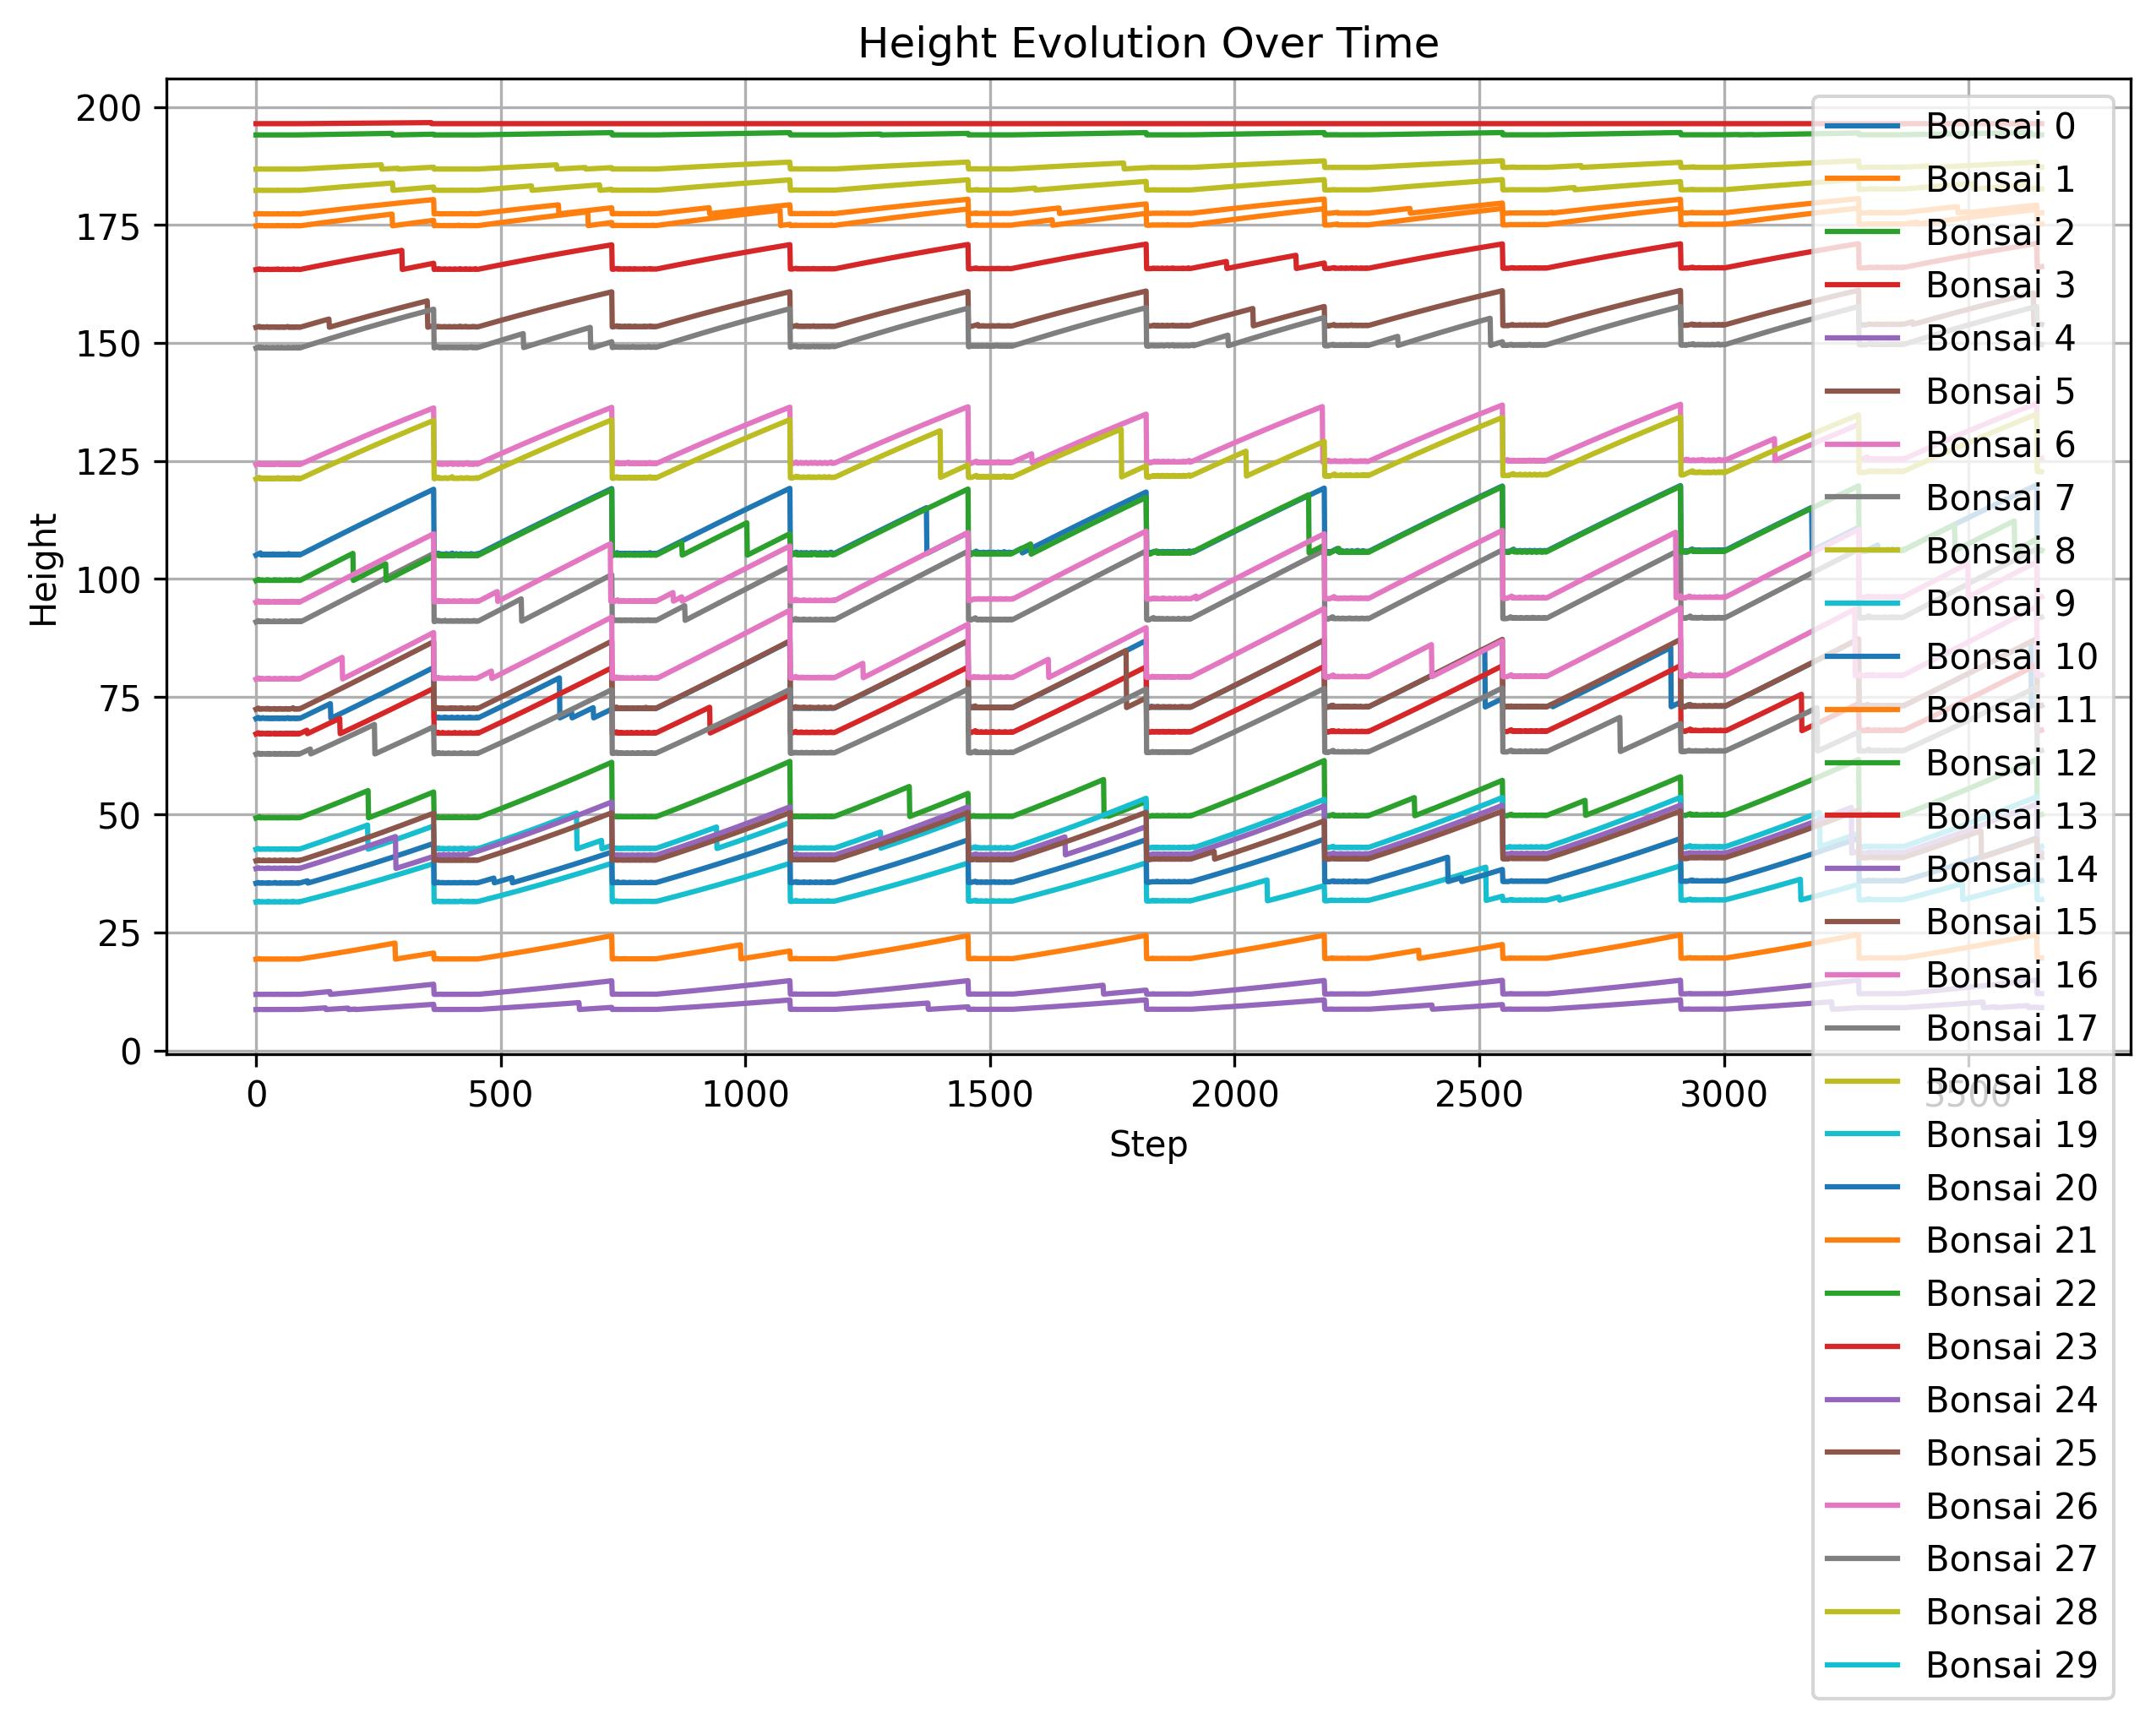 Height Evolution Over Time
Height
200
175
150
125
100
75
50
25
0
0 500 1000 1500 2000 2500 3000 3500
Step
Bonsai 0
Bonsai 1
Bonsai 2
Bonsai 3
Bonsai 4
Bonsai 5
Bonsai 6
Bonsai 7
Bonsai 8
Bonsai 9
Bonsai 10
Bonsai 11
Bonsai 12
Bonsai 13
Bonsai 14
Bonsai 15
Bonsai 16
Bonsai 17
Bonsai 18
Bonsai 19
Bonsai 20
Bonsai 21
Bonsai 22
Bonsai 23
Bonsai 24
Bonsai 25
Bonsai 26
Bonsai 27
Bonsai 28
Bonsai 29